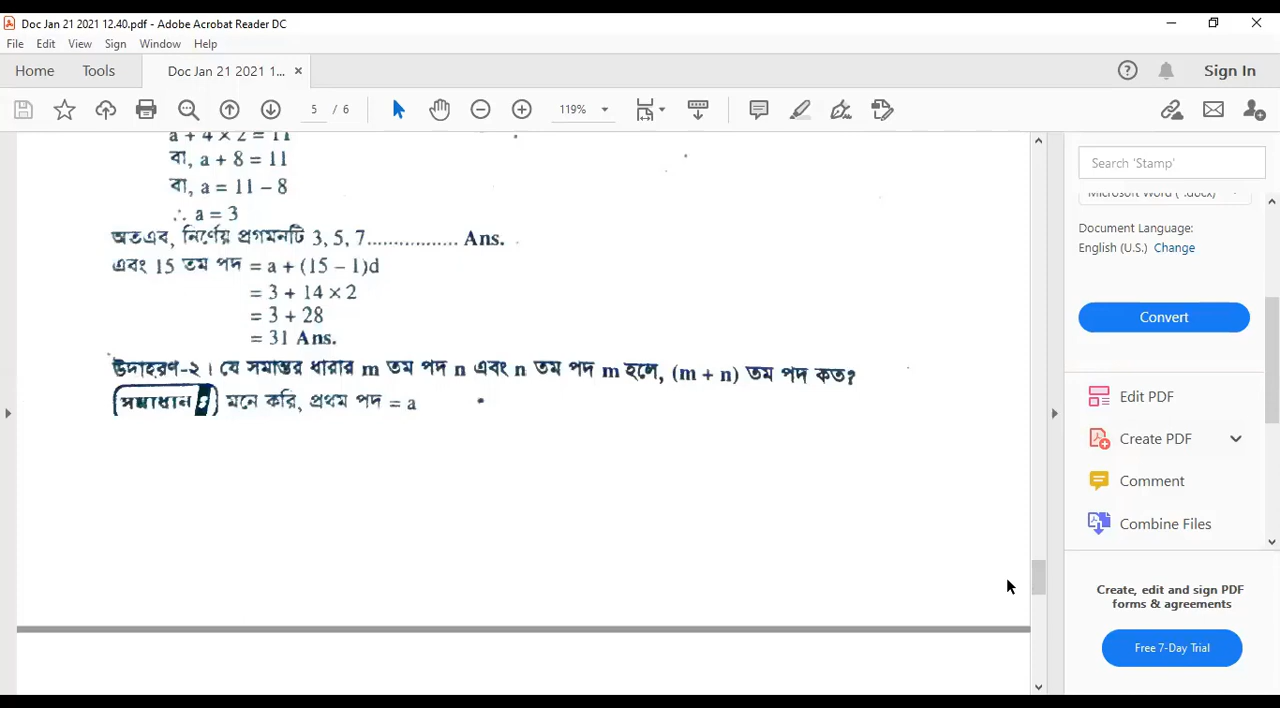 Doc Jan 21 2021 12.40.pdf - Adobe Acrobat Reader DC
File Edit View Sign Window Help
Home Tools Doc Jan 21 2021 1... × Sign In
5 / 6 119%
a + 4 × 2 = 11
বা, a + 8 = 11
বা, a = 11 – 8
∴ a = 3
অতএব, নির্ণেয় প্রগমনটি 3, 5, 7................. Ans.
এবং 15 তম পদ = a + (15 – 1)d
= 3 + 14 × 2
= 3 + 28
= 31 Ans.
উদাহরণ-২। যে সমান্তর ধারার m তম পদ n এবং n তম পদ m হলে, (m + n) তম পদ কত?
সমাধান ঃ মনে করি, প্রথম পদ = a
Search 'Stamp'
Microsoft Word (*.docx)
Document Language:
English (U.S.) Change
Convert
Edit PDF
Create PDF
Comment
Combine Files
Create, edit and sign PDF
forms & agreements
Free 7-Day Trial